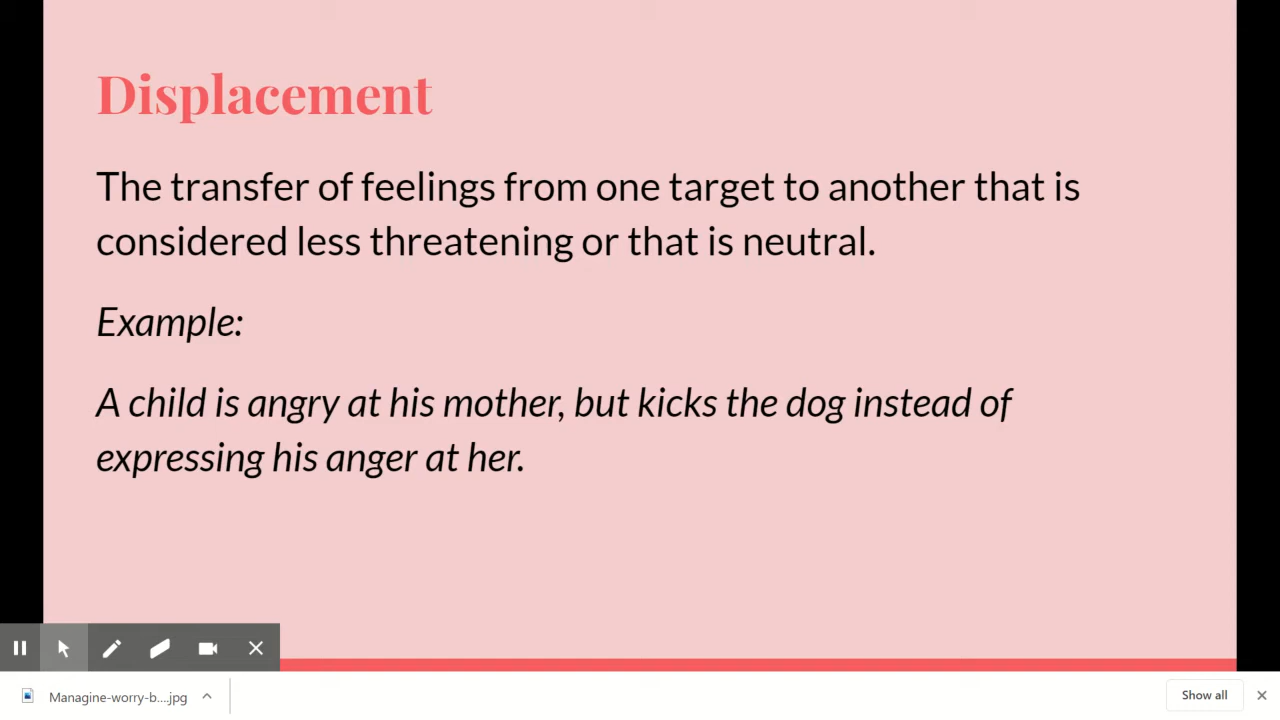 Displacement
The transfer of feelings from one target to another that is
considered less threatening or that is neutral.
Example:
A child is angry at his mother, but kicks the dog instead of
expressing his anger at her.
Managine-worry-b....jpg
Show all